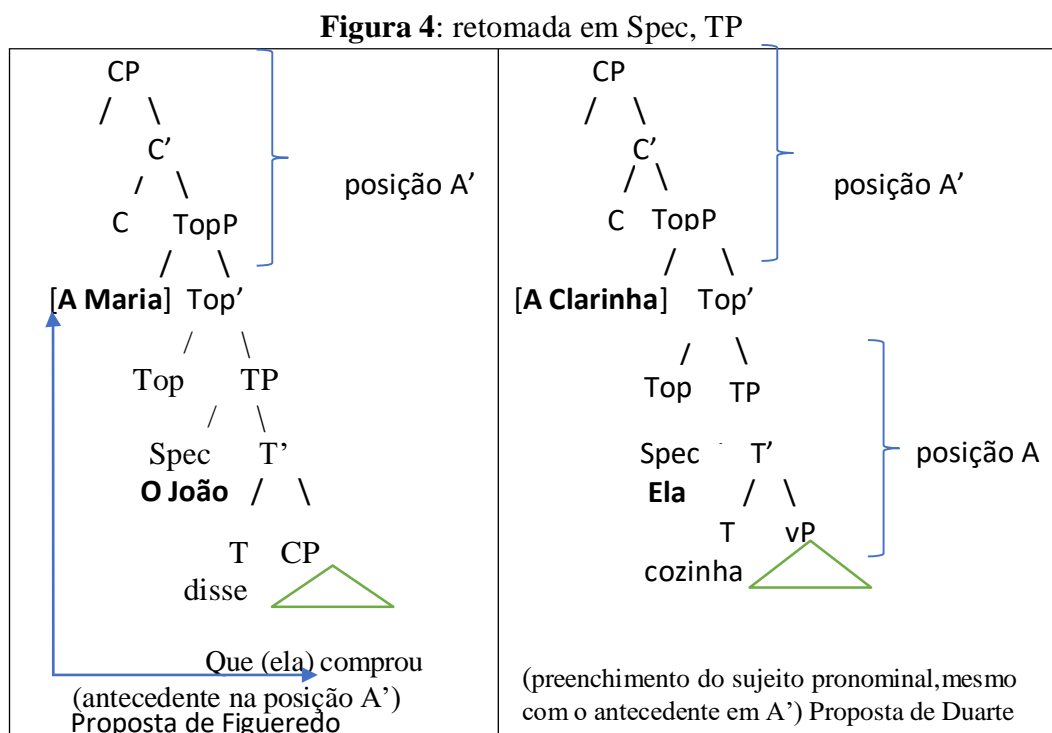 Figura 4: retomada em Spec, TP
CP
C’
posição A’
C TopP
[A Maria] Top’
Top TP
Spec T’
O João
T CP
disse
Que (ela) comprou
(antecedente na posição A’)
Proposta de Figueredo
CP
C’
posição A’
C TopP
[A Clarinha] Top’
Top TP
Spec T’
posição A
Ela
T vP
cozinha
(preenchimento do sujeito pronominal,mesmo
com o antecedente em A’) Proposta de Duarte